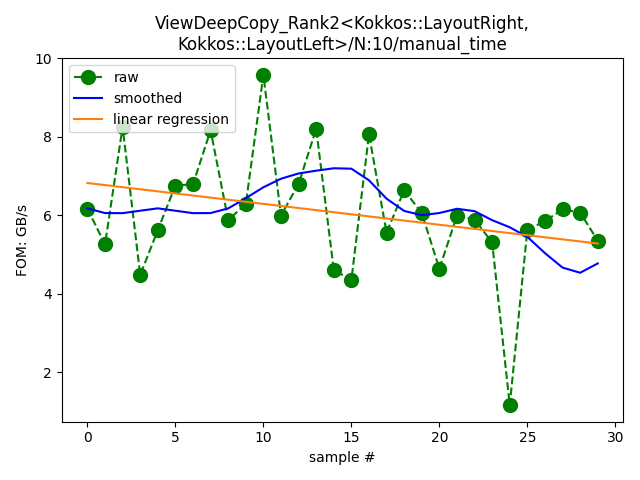 ViewDeepCopy_Rank2<Kokkos::LayoutRight,
Kokkos::LayoutLeft>/N:10/manual_time
raw
smoothed
linear regression
FOM: GB/s
10
8
6
4
2
0 5 10 15 20 25 30
sample #